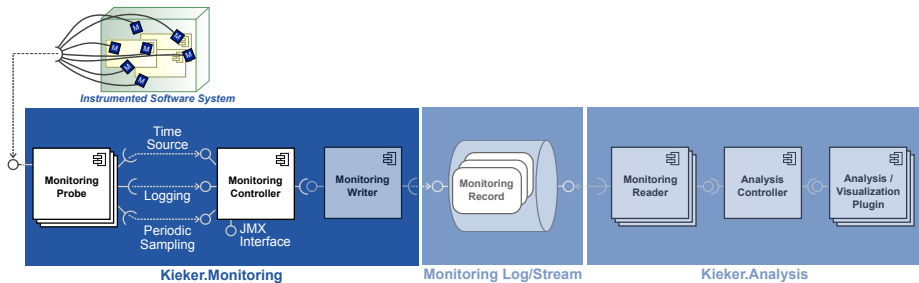 M
M
M
M
M
M
M
Instrumented Software System
Time
Source
Monitoring
Probe
Logging
Periodic
Sampling
Monitoring
Controller
JMX
Interface
Monitoring
Writer
Monitoring
Record
Monitoring
Reader
Analysis
Controller
Analysis /
Visualization
Plugin
Kieker.Monitoring
Monitoring Log/Stream
Kieker.Analysis